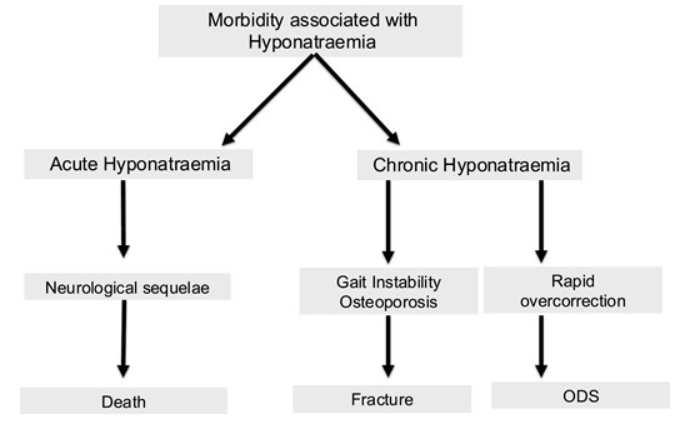 Morbidity associated with
Hyponatraemia
Acute Hyponatraemia
Chronic Hyponatraemia
Neurological sequelae
Gait Instability
Osteoporosis
Rapid
overcorrection
Death
Fracture
ODS